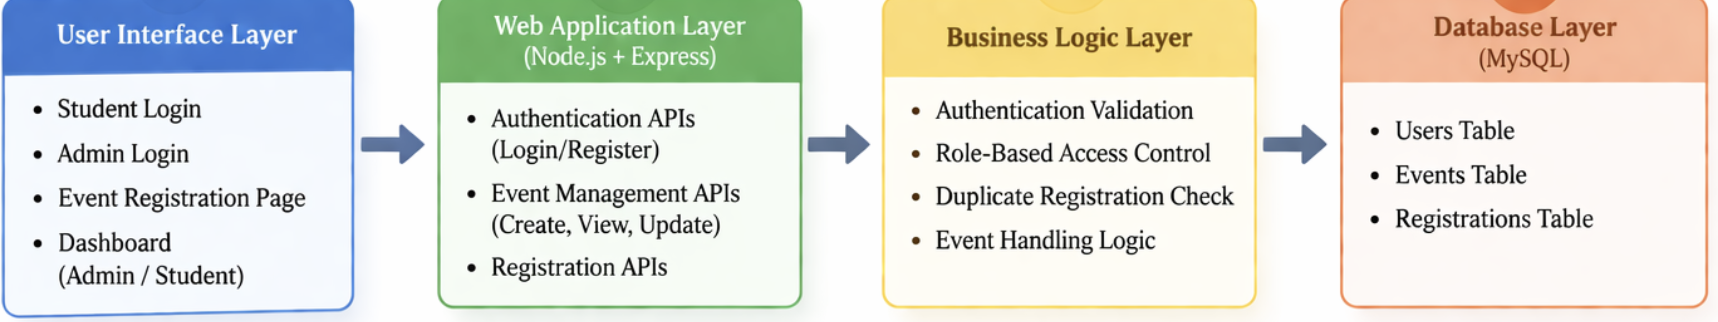 User Interface Layer
• Student Login
• Admin Login
• Event Registration Page
• Dashboard
(Admin / Student)
Web Application Layer
(Node.js + Express)
• Authentication APIs
(Login/Register)
• Event Management APIs
(Create, View, Update)
• Registration APIs
Business Logic Layer
• Authentication Validation
• Role-Based Access Control
• Duplicate Registration Check
• Event Handling Logic
Database Layer
(MySQL)
• Users Table
• Events Table
• Registrations Table